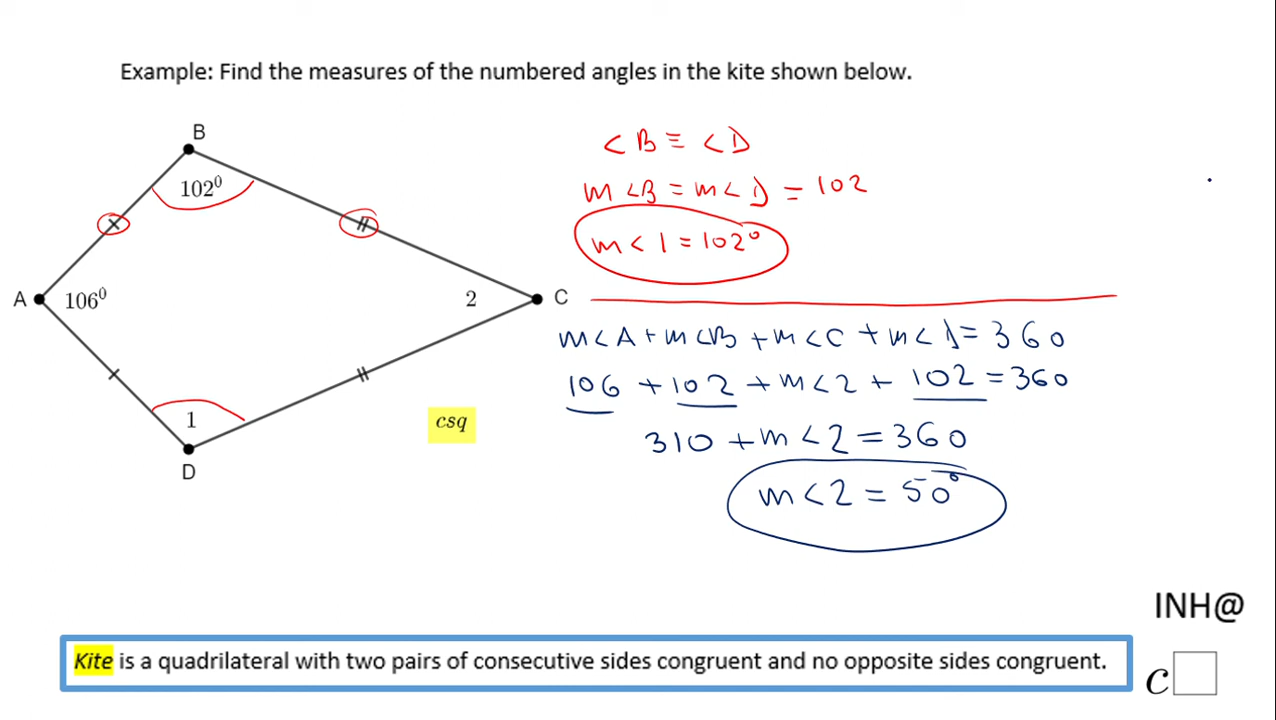 Example: Find the measures of the numbered angles in the kite shown below.
B
102⁰
A
106⁰
2
C
1
D
csq
<B ≅ <D
m<B = m<D = 102
m<1 = 102°
m<A + m<B + m<C + m<D = 360
106 + 102 + m<2 + 102 = 360
310 + m<2 = 360
m<2 = 50°
INH@
Kite is a quadrilateral with two pairs of consecutive sides congruent and no opposite sides congruent.
c